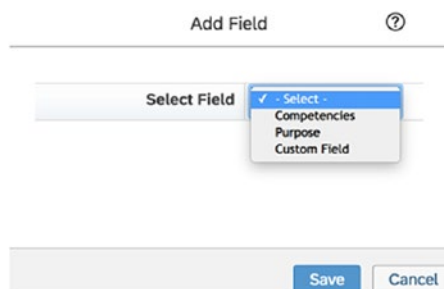 Add Field ?
Select Field ✓ - Select -
Competencies
Purpose
Custom Field
Save Cancel